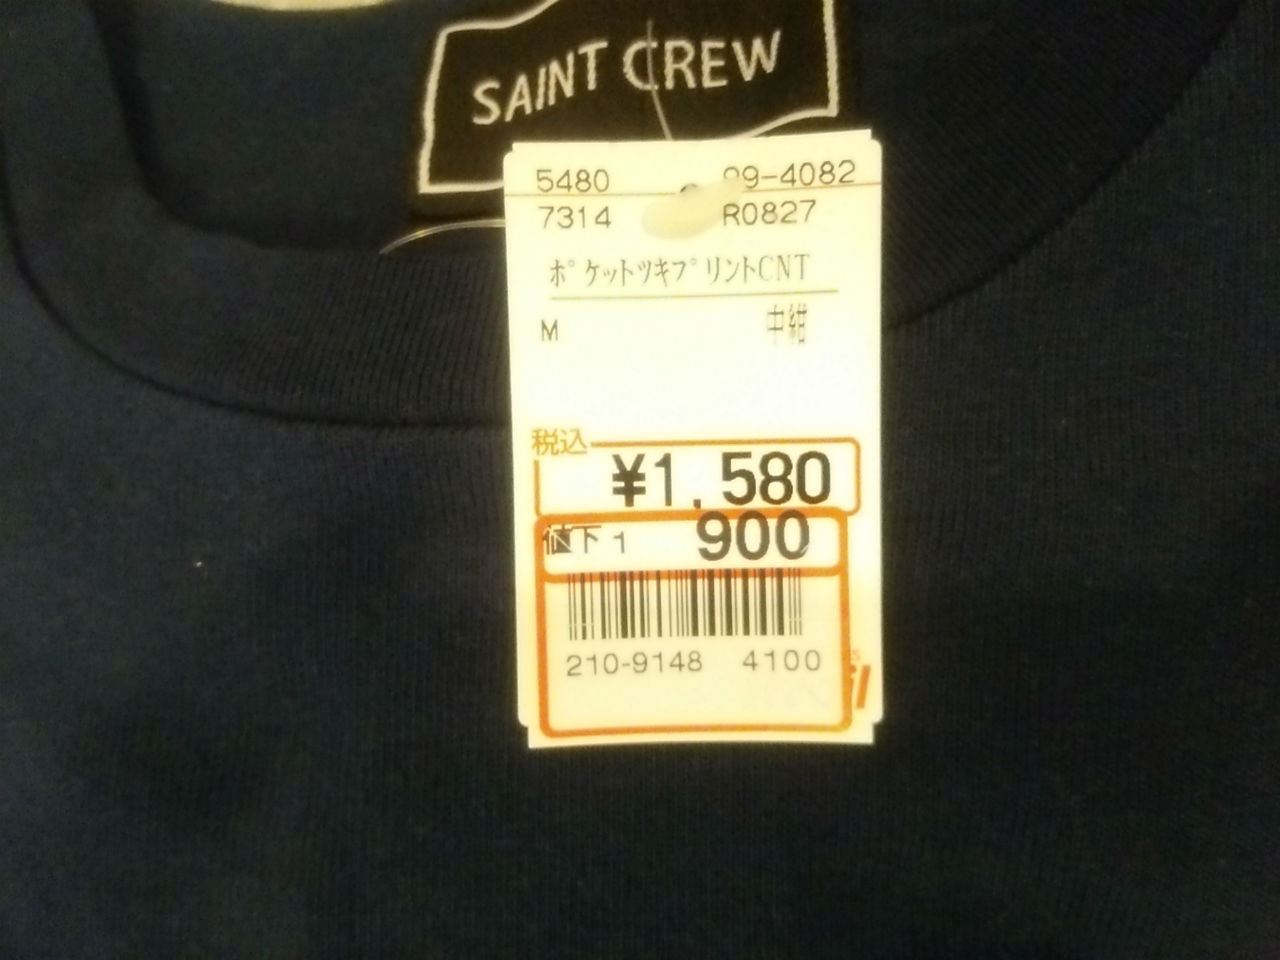 SAINT CREW
5480 99-4082
7314 R0827
ﾎﾟｹｯﾄﾂｷﾌﾟﾘﾝﾄCNT
M 中紺
税込
¥1,580
値下1 900
210-9148 4100